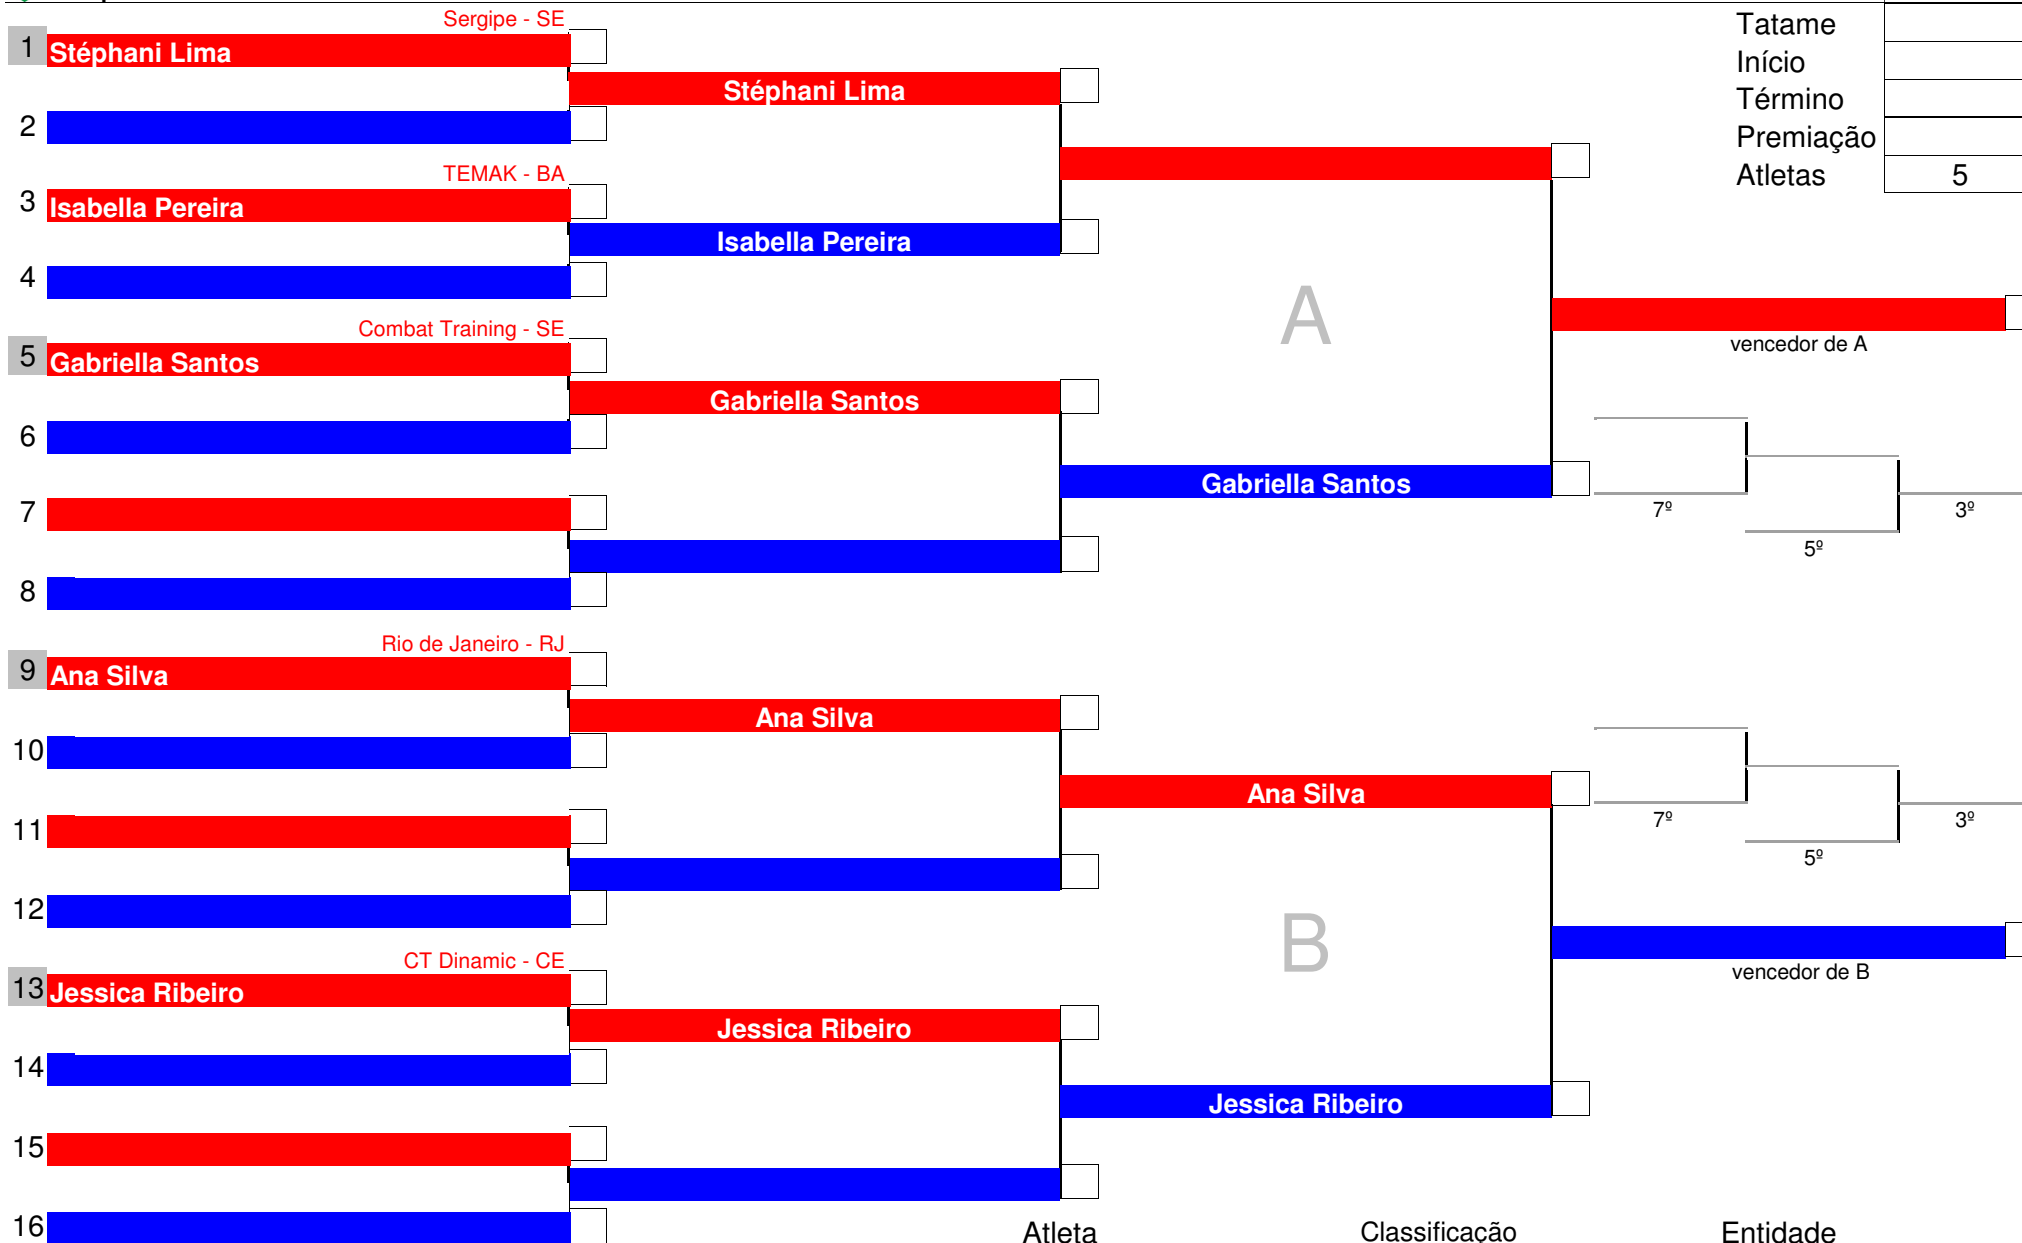 Sergipe - SE
1 Stéphani Lima
Stéphani Lima
2
TEMAK - BA
3 Isabella Pereira
Isabella Pereira
4
Combat Training - SE
5 Gabriella Santos
Gabriella Santos
6
Gabriella Santos
7
8
Rio de Janeiro - RJ
9 Ana Silva
Ana Silva
10
Ana Silva
11
12
CT Dinamic - CE
13 Jessica Ribeiro
Jessica Ribeiro
14
Jessica Ribeiro
15
16
A
B
Tatame
Início
Término
Premiação
Atletas 5
vencedor de A
7º
3º
5º
7º
3º
5º
vencedor de B
Atleta Classificação Entidade